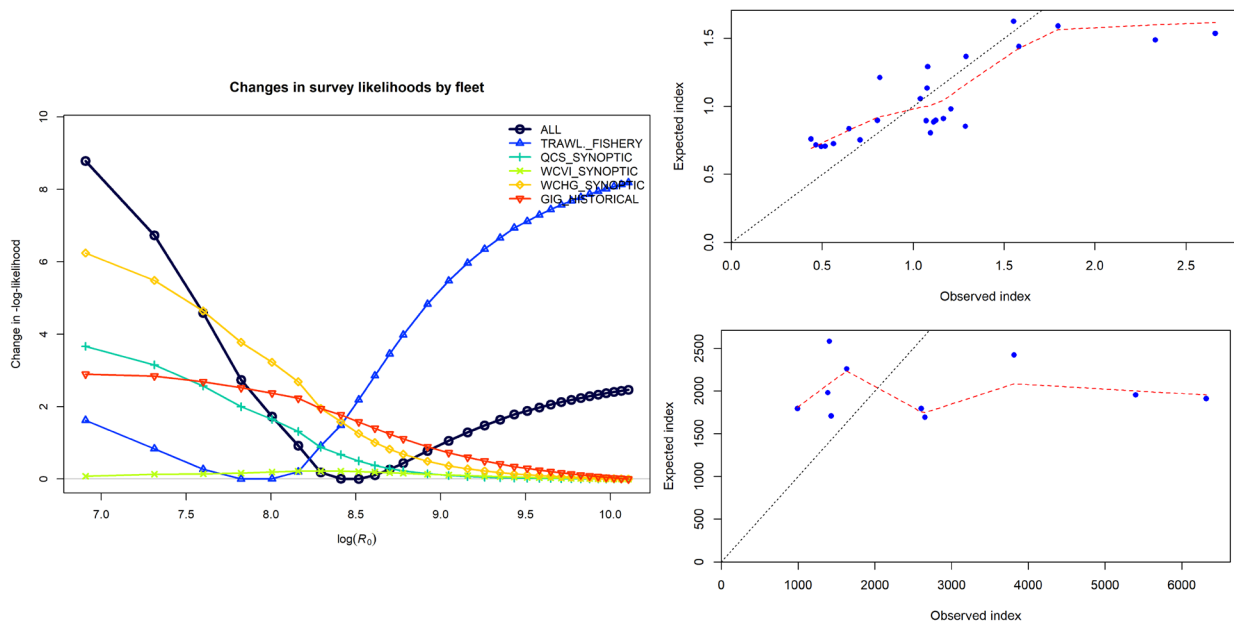 Changes in survey likelihoods by fleet
Change in -log-likelihood
10
8
6
4
2
0
ALL
TRAWL._FISHERY
QCS_SYNOPTIC
WCVI_SYNOPTIC
WCHG_SYNOPTIC
GIG_HISTORICAL
7.0 7.5 8.0 8.5 9.0 9.5 10.0
log(R₀)
Expected index
1.5
1.0
0.5
0.0
0.0 0.5 1.0 1.5 2.0 2.5
Observed index
Expected index
2500
2000
1500
1000
500
0
0 1000 2000 3000 4000 5000 6000
Observed index